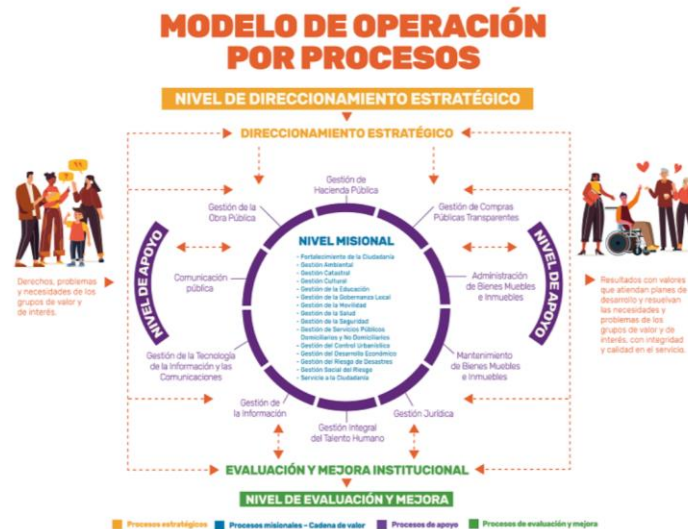 MODELO DE OPERACIÓN
POR PROCESOS
NIVEL DE DIRECCIONAMIENTO ESTRATÉGICO
DIRECCIONAMIENTO ESTRATÉGICO
Gestión de
Hacienda Pública
Gestión de la
Obra Pública
Gestión de Compras
Públicas Transparentes
NIVEL DE APOYO
Comunicación
pública
Administración
de Bienes Muebles
e Inmuebles
NIVEL DE APOYO
NIVEL MISIONAL
- Fortalecimiento de la Ciudadanía
- Gestión Ambiental
- Gestión Catastral
- Gestión Cultural
- Gestión de la Educación
- Gestión de la Gobernanza Local
- Gestión de la Movilidad
- Gestión de la Salud
- Gestión de la Seguridad
- Gestión de Servicios Públicos
Domiciliarios y No Domiciliarios
- Gestión del Control Urbanístico
- Gestión del Desarrollo Económico
- Gestión del Riesgo de Desastres
- Gestión Social del Riesgo
- Servicio a la Ciudadanía
Derechos, problemas
y necesidades de los
grupos de valor y
de interés.
Resultados con valores
que atiendan planes de
desarrollo y resuelvan
las necesidades y
problemas de los
grupos de valor y de
interés, con integridad
y calidad en el servicio.
Gestión de la Tecnología
de la Información y las
Comunicaciones
Mantenimiento
de Bienes Muebles
e Inmuebles
Gestión de
la Información
Gestión Integral
del Talento Humano
Gestión Jurídica
EVALUACIÓN Y MEJORA INSTITUCIONAL
NIVEL DE EVALUACIÓN Y MEJORA
Procesos estratégicos
Procesos misionales - Cadena de valor
Procesos de apoyo
Procesos de evaluación y mejora